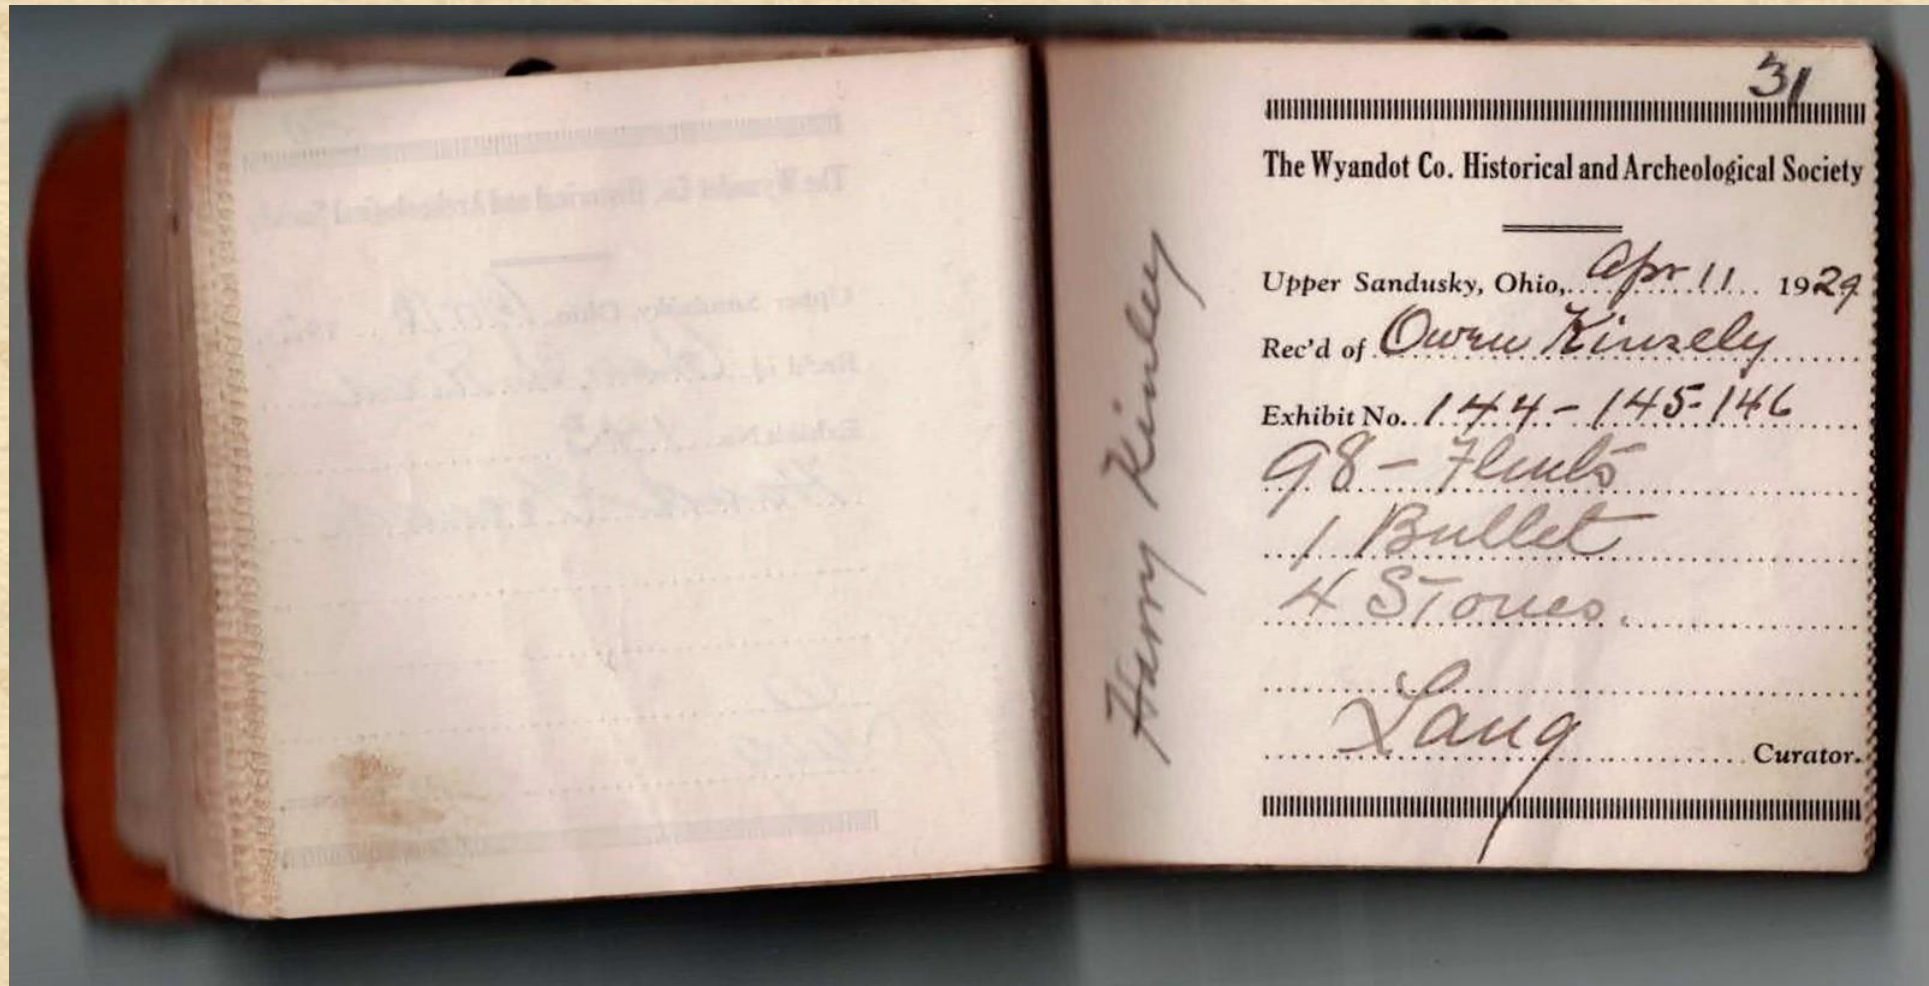 31
The Wyandot Co. Historical and Archeological Society
Upper Sandusky, Ohio, Apr 11 1929
Rec'd of Owen Kinzely
Exhibit No. 144-145-146
98 - Flints
1 Bullet
4 Stones.
Lang Curator.
Harry Kinley